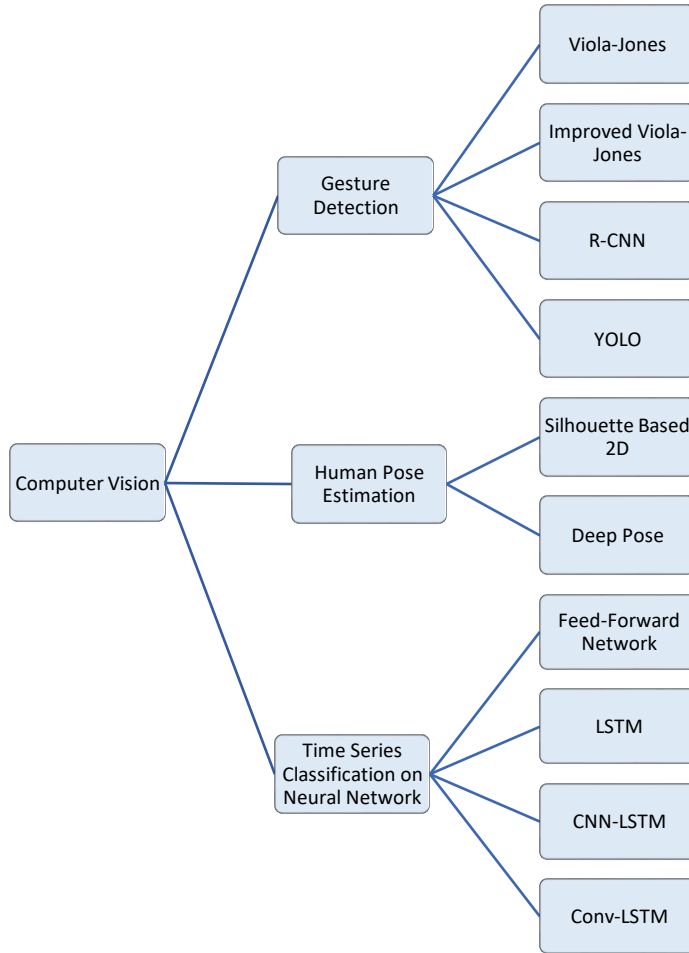 Viola-Jones
Improved Viola-
Jones
Gesture
Detection
R-CNN
YOLO
Silhouette Based
2D
Computer Vision
Human Pose
Estimation
Deep Pose
Feed-Forward
Network
Time Series
Classification on
Neural Network
LSTM
CNN-LSTM
Conv-LSTM